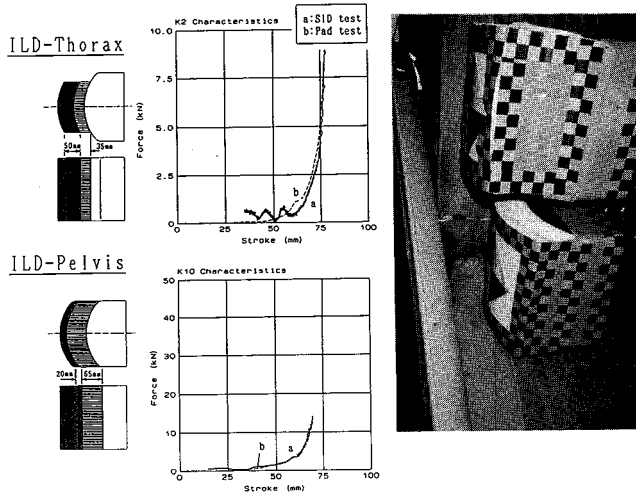 ILD-Thorax
50mm
35mm
K2 Characteristics
a:SID test
b:Pad test
Force (kN)
9.0
7.5
5.0
2.5
0
0
25
50
75
100
Stroke (mm)
b
a
ILD-Pelvis
20mm
65mm
K10 Characteristics
Force (kN)
50
40
30
20
10
0
0
25
50
75
100
Stroke (mm)
b
a